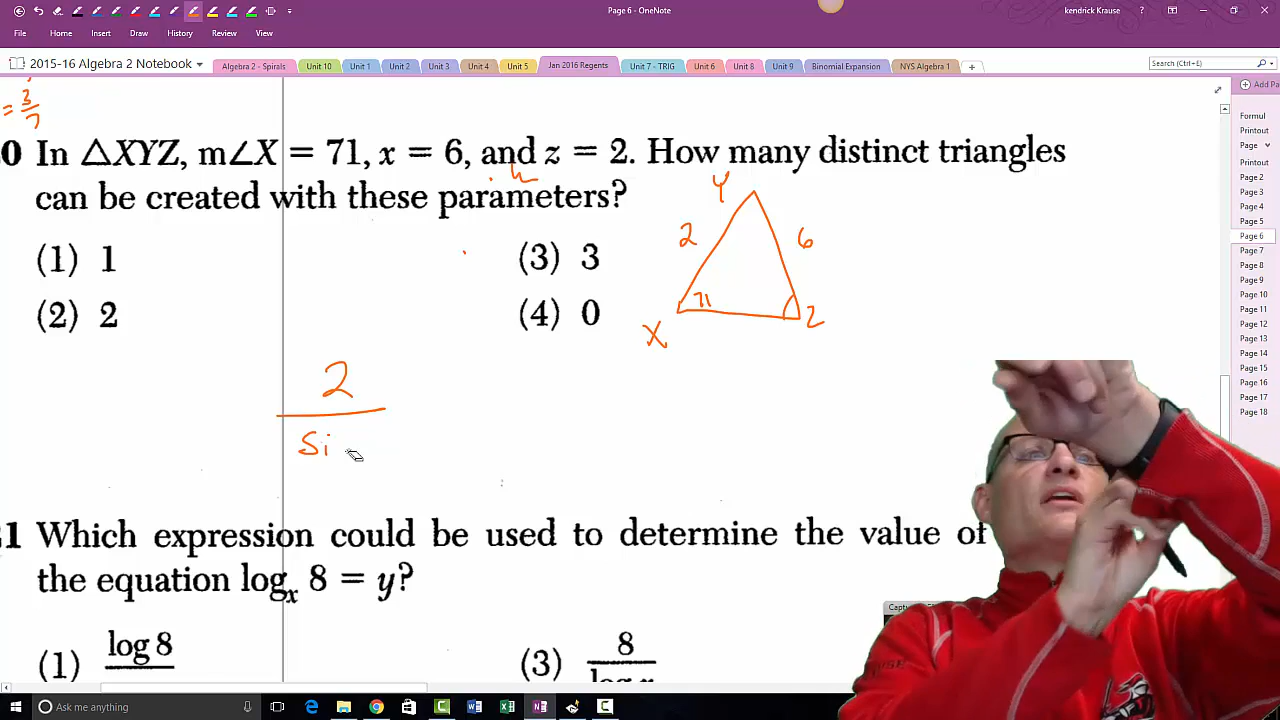 Page 6 - OneNote
kendrick Krause
File Home Insert Draw History Review View
2015-16 Algebra 2 Notebook
Algebra 2 - Spirals Unit 10 Unit 1 Unit 2 Unit 3 Unit 4 Unit 5 Jan 2016 Regents Unit 7 - TRIG Unit 6 Unit 8 Unit 9 Binomial Expansion NYS Algebra 1
Search (Ctrl+E)
= 3/7
0 In △XYZ, m∠X = 71, x = 6, and z = 2. How many distinct triangles
can be created with these parameters?
h
(1) 1
(3) 3
(2) 2
(4) 0
Y
2
6
71
X
Z
2
Si
1 Which expression could be used to determine the value of
the equation logₓ 8 = y?
(1) log 8
(3) 8
log x
Add Pa
Formul
Printout
Page
Printout
Page 2
Page 3
Page 4
Page 5
Page 6
Page 7
Page 8
Page 9
Page 10
Page 11
Page 12
Page 13
Page 14
Page 15
Page 16
Page 17
Page 18
Capt
Ask me anything